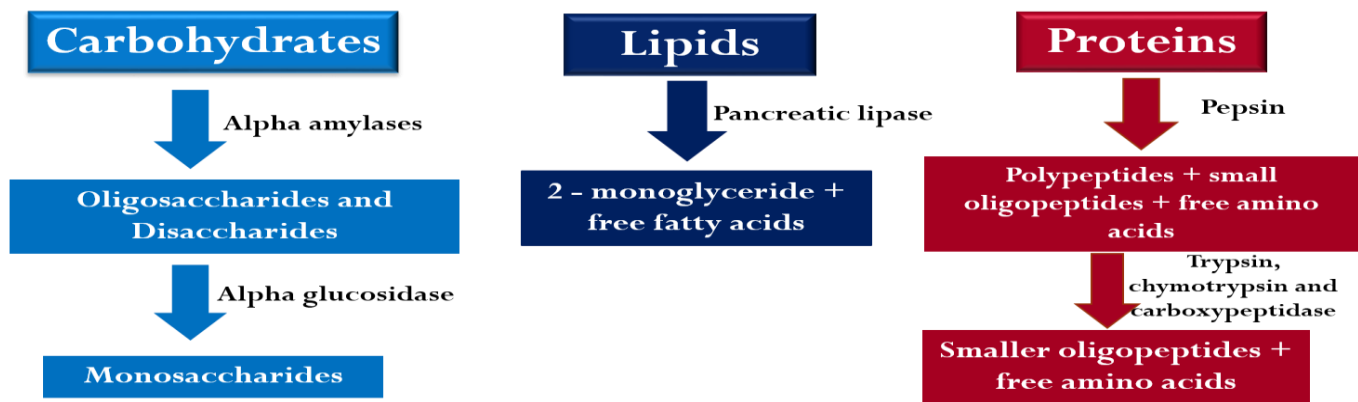 Carbohydrates
Alpha amylases
Oligosaccharides and
Disaccharides
Alpha glucosidase
Monosaccharides
Lipids
Pancreatic lipase
2 - monoglyceride +
free fatty acids
Proteins
Pepsin
Polypeptides + small
oligopeptides + free amino
acids
Trypsin,
chymotrypsin and
carboxypeptidase
Smaller oligopeptides +
free amino acids